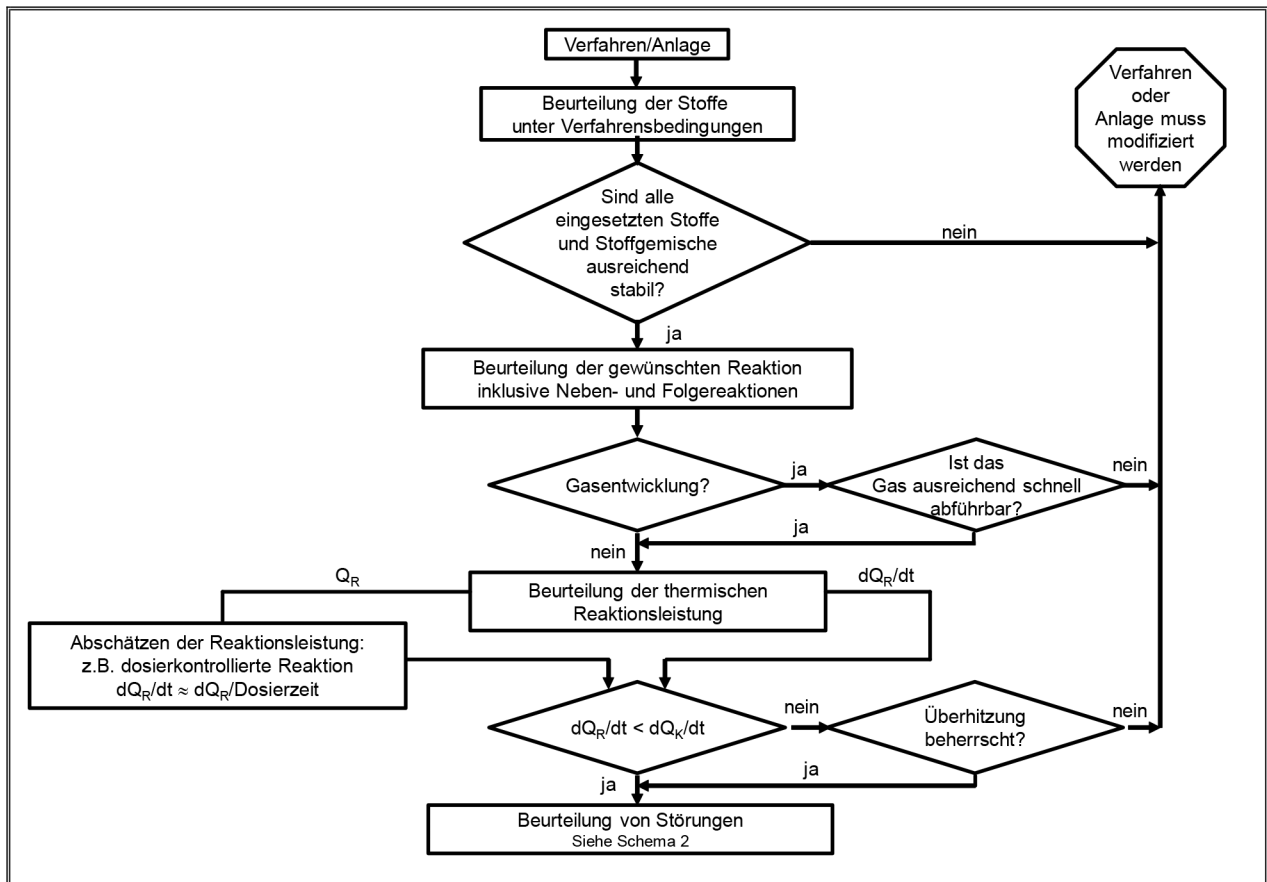 Verfahren/Anlage
Beurteilung der Stoffe
unter Verfahrensbedingungen
Verfahren
oder
Anlage muss
modifiziert
werden
Sind alle
eingesetzten Stoffe
und Stoffgemische
ausreichend
stabil?
nein
ja
Beurteilung der gewünschten Reaktion
inklusive Neben- und Folgereaktionen
Gasentwicklung?
ja
Ist das
Gas ausreichend schnell
abführbar?
nein
ja
nein
Q_R
Beurteilung der thermischen
Reaktionsleistung
dQ_R/dt
Abschätzen der Reaktionsleistung:
z.B. dosierkontrollierte Reaktion
dQ_R/dt ≈ dQ_R/Dosierzeit
dQ_R/dt < dQ_K/dt
nein
Überhitzung
beherrscht?
nein
ja
ja
Beurteilung von Störungen
Siehe Schema 2